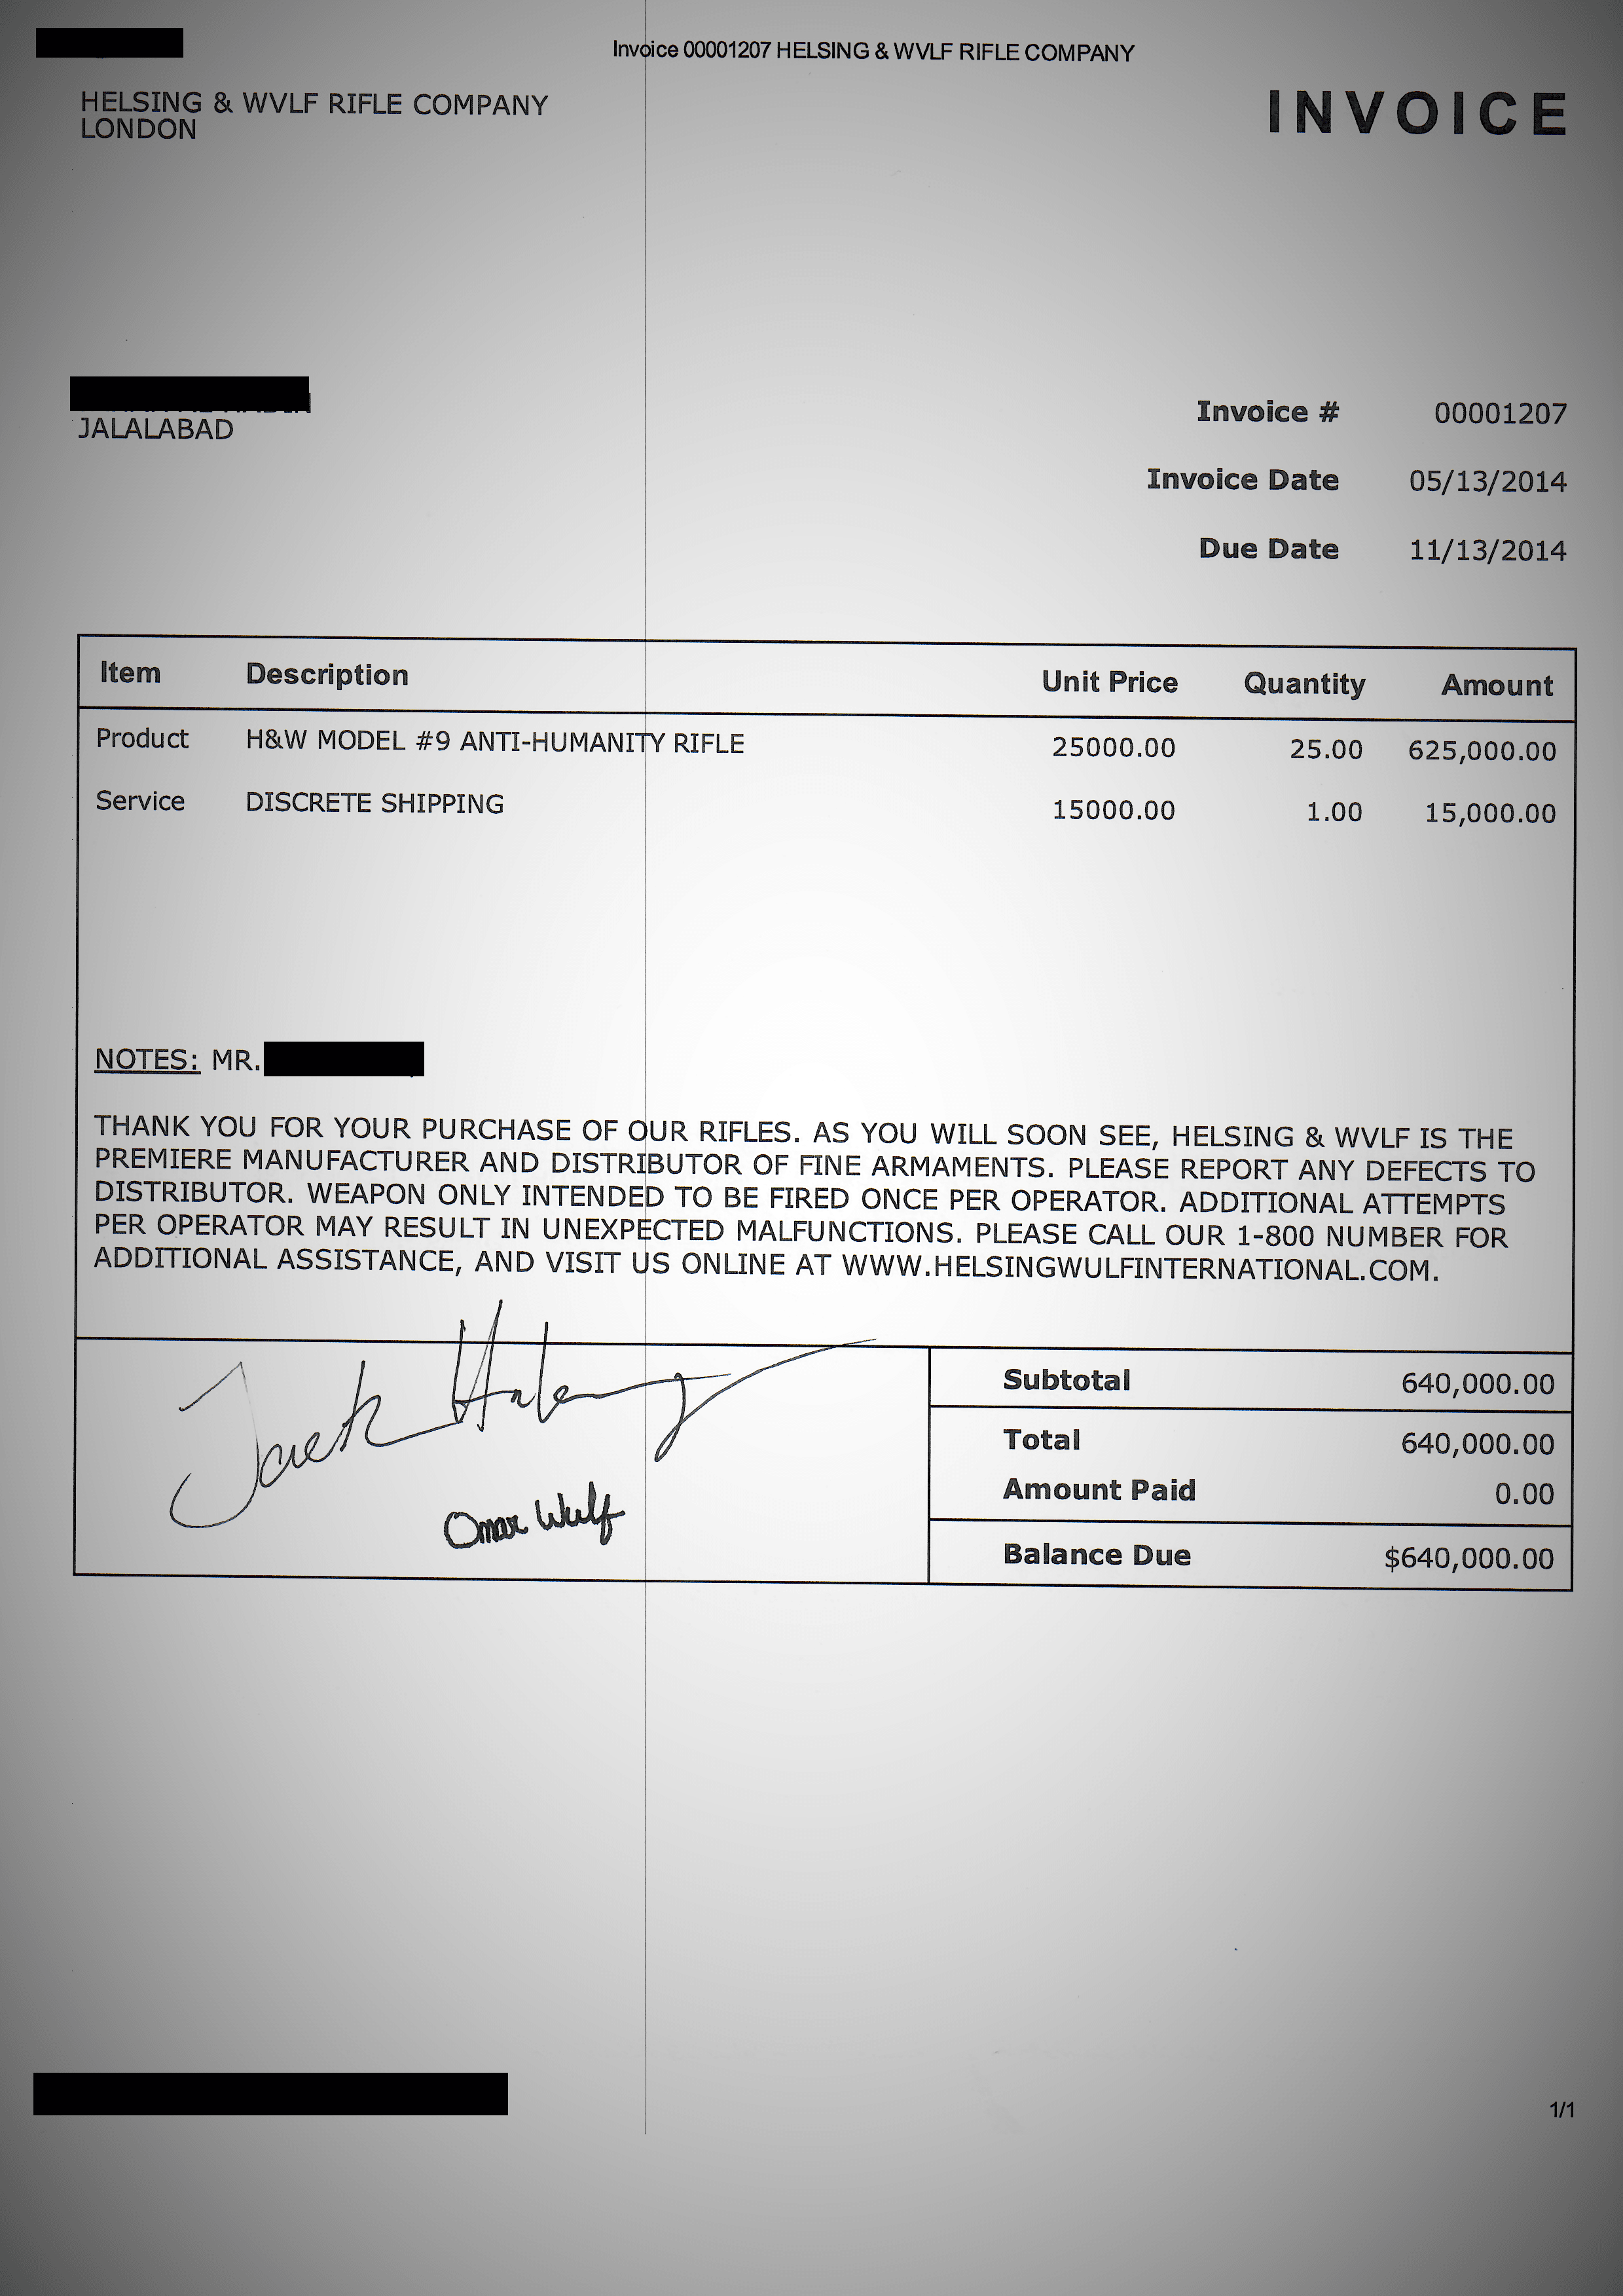 Invoice 00001207 HELSING & WVLF RIFLE COMPANY
HELSING & WVLF RIFLE COMPANY
LONDON
INVOICE
JALALABAD
Invoice # 00001207
Invoice Date 05/13/2014
Due Date 11/13/2014
Item Description Unit Price Quantity Amount
Product H&W MODEL #9 ANTI-HUMANITY RIFLE 25000.00 25.00 625,000.00
Service DISCRETE SHIPPING 15000.00 1.00 15,000.00
NOTES: MR.
THANK YOU FOR YOUR PURCHASE OF OUR RIFLES. AS YOU WILL SOON SEE, HELSING & WVLF IS THE
PREMIERE MANUFACTURER AND DISTRIBUTOR OF FINE ARMAMENTS. PLEASE REPORT ANY DEFECTS TO
DISTRIBUTOR. WEAPON ONLY INTENDED TO BE FIRED ONCE PER OPERATOR. ADDITIONAL ATTEMPTS
PER OPERATOR MAY RESULT IN UNEXPECTED MALFUNCTIONS. PLEASE CALL OUR 1-800 NUMBER FOR
ADDITIONAL ASSISTANCE, AND VISIT US ONLINE AT WWW.HELSINGWULFINTERNATIONAL.COM.
Jack
Omar Wulf
Subtotal 640,000.00
Total 640,000.00
Amount Paid 0.00
Balance Due $640,000.00
1/1